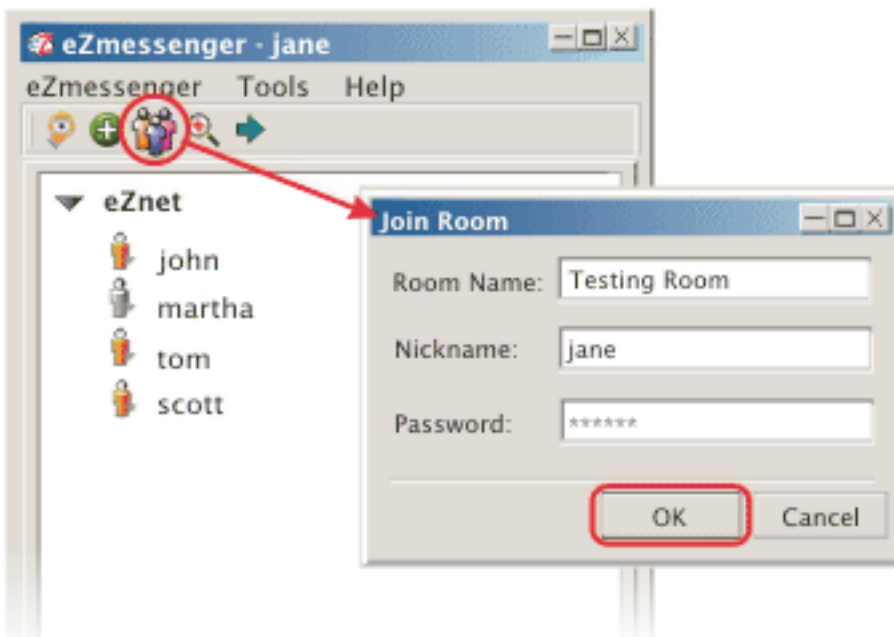 eZmessenger - jane
eZmessenger Tools Help
eZnet
john
martha
tom
scott
Join Room
Room Name: Testing Room
Nickname: jane
Password: ******
OK Cancel